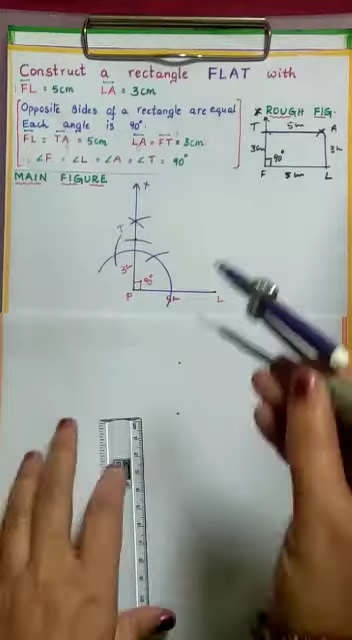 Construct a rectangle FLAT with
FL = 5cm LA = 3cm
Opposite sides of a rectangle are equal
Each angle is 90°
FL = TA = 5cm LA = FT = 3cm
∠F = ∠L = ∠A = ∠T = 90°
* ROUGH FIG.
T 5cm A
3cm 90° 3
F 5cm L
MAIN FIGURE
X
T
3cm
90°
F 5cm L